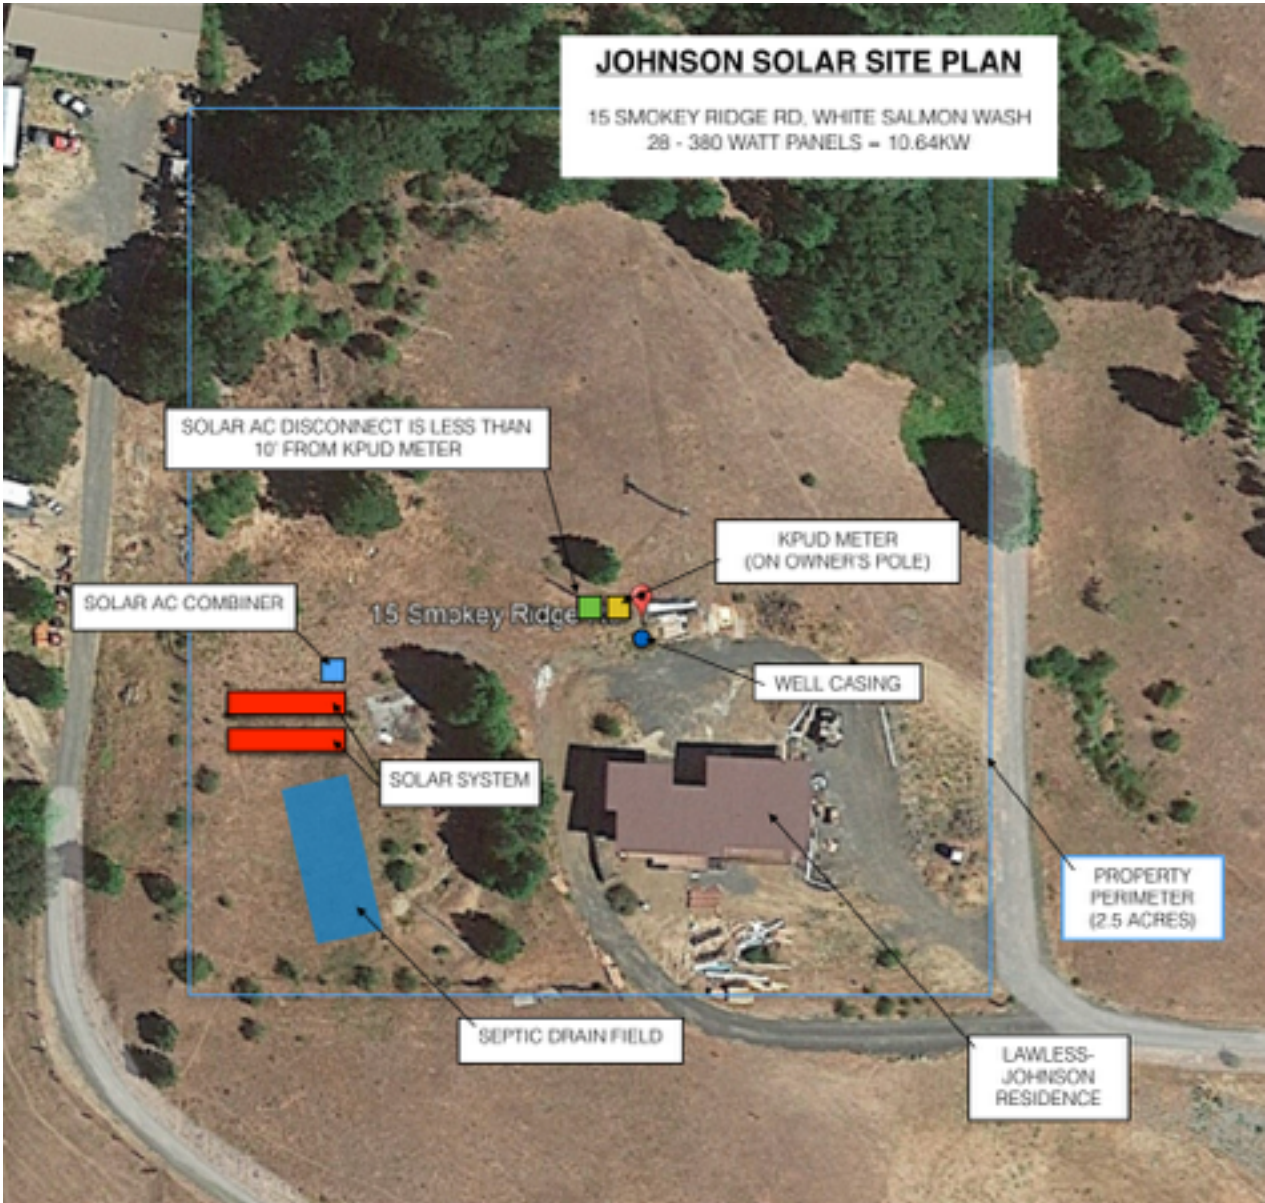 JOHNSON SOLAR SITE PLAN
15 SMOKEY RIDGE RD, WHITE SALMON WASH
28 - 380 WATT PANELS = 10.64KW
SOLAR AC DISCONNECT IS LESS THAN
10' FROM KPUD METER
KPUD METER
(ON OWNER'S POLE)
SOLAR AC COMBINER
15 Smokey Ridge
WELL CASING
SOLAR SYSTEM
PROPERTY
PERIMETER
(2.5 ACRES)
SEPTIC DRAIN FIELD
LAWLESS-
JOHNSON
RESIDENCE